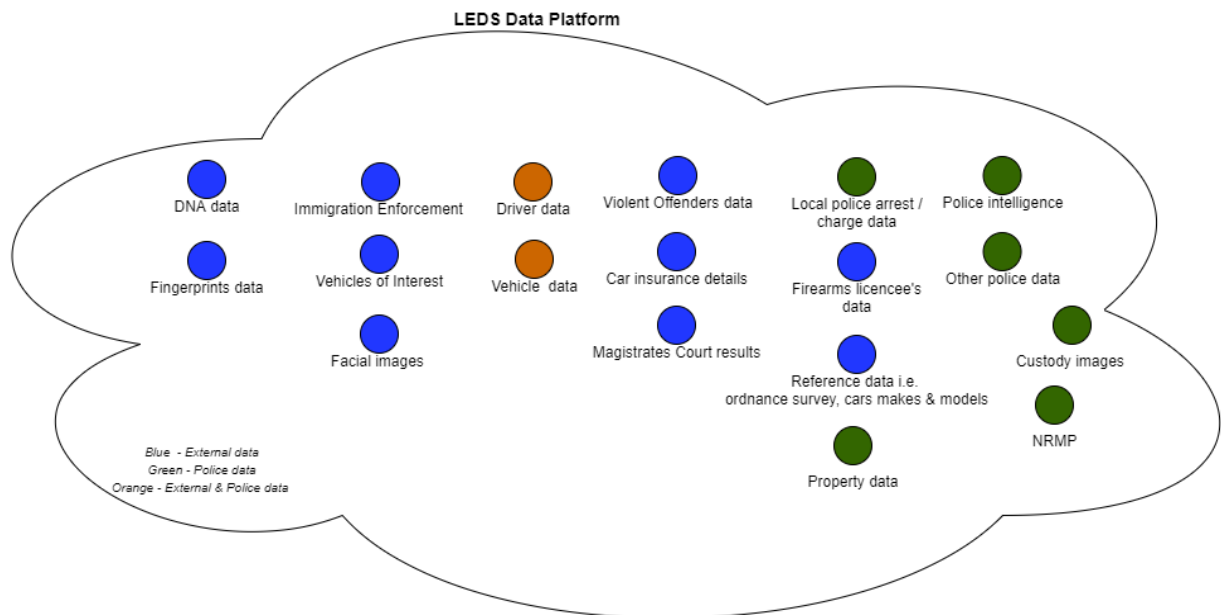 LEDS Data Platform
DNA data
Immigration Enforcement
Driver data
Violent Offenders data
Local police arrest /
charge data
Police intelligence
Fingerprints data
Vehicles of Interest
Vehicle data
Car insurance details
Firearms licencee's
data
Other police data
Facial images
Magistrates Court results
Reference data i.e.
ordnance survey, cars makes & models
Custody images
NRMP
Property data
Blue - External data
Green - Police data
Orange - External & Police data